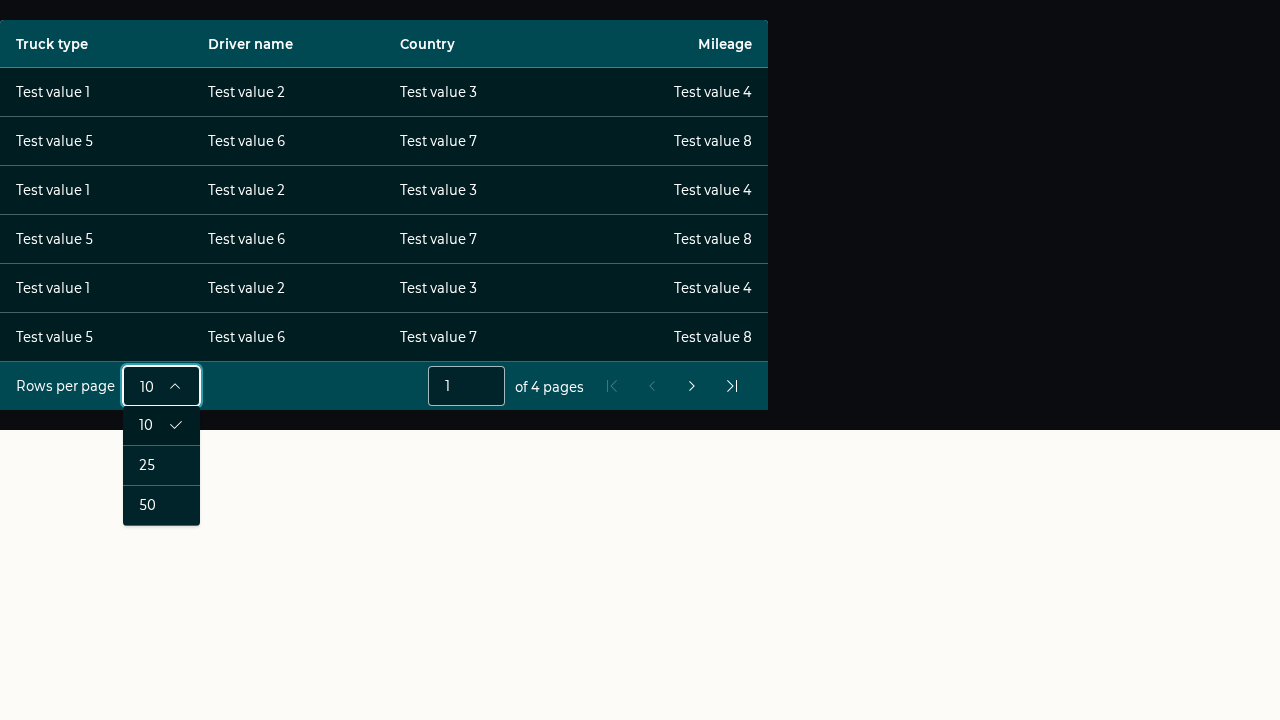 Truck type Driver name Country Mileage
Test value 1 Test value 2 Test value 3 Test value 4
Test value 5 Test value 6 Test value 7 Test value 8
Test value 1 Test value 2 Test value 3 Test value 4
Test value 5 Test value 6 Test value 7 Test value 8
Test value 1 Test value 2 Test value 3 Test value 4
Test value 5 Test value 6 Test value 7 Test value 8
Rows per page 10 1 of 4 pages
10
25
50